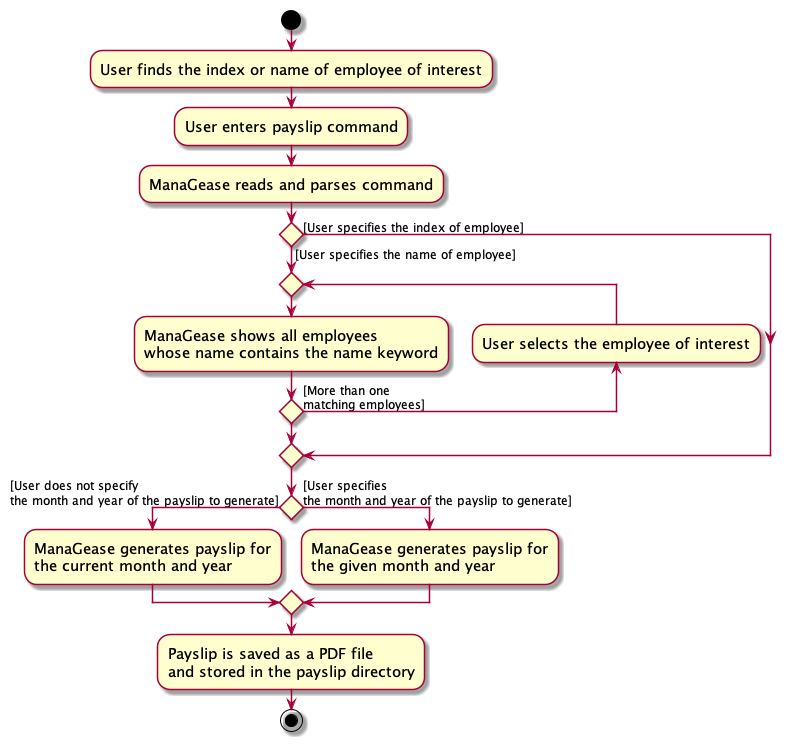 User finds the index or name of employee of interest
User enters payslip command
ManaGease reads and parses command
[User specifies the index of employee]
[User specifies the name of employee]
ManaGease shows all employees
whose name contains the name keyword
User selects the employee of interest
[More than one
matching employees]
[User does not specify
the month and year of the payslip to generate]
[User specifies
the month and year of the payslip to generate]
ManaGease generates payslip for
the current month and year
ManaGease generates payslip for
the given month and year
Payslip is saved as a PDF file
and stored in the payslip directory